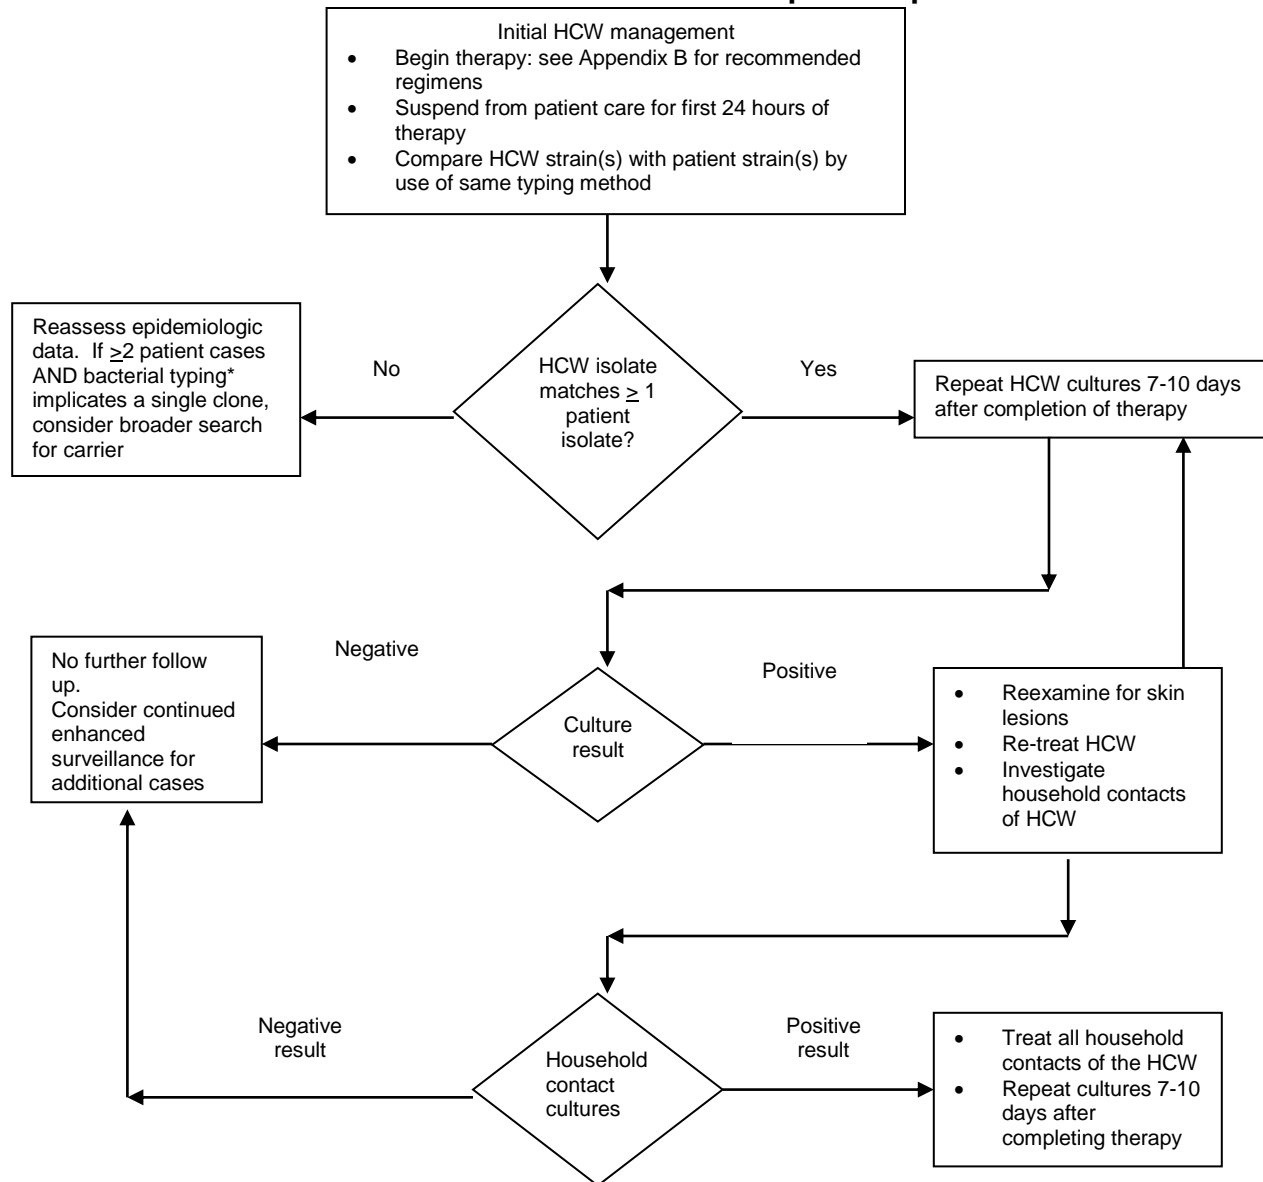 Initial HCW management
• Begin therapy: see Appendix B for recommended
regimens
• Suspend from patient care for first 24 hours of
therapy
• Compare HCW strain(s) with patient strain(s) by
use of same typing method
Reassess epidemiologic
data. If >2 patient cases
AND bacterial typing*
implicates a single clone,
consider broader search
for carrier
No
HCW isolate
matches > 1
patient
isolate?
Yes
Repeat HCW cultures 7-10 days
after completion of therapy
No further follow
up.
Consider continued
enhanced
surveillance for
additional cases
Negative
Culture
result
Positive
• Reexamine for skin
lesions
• Re-treat HCW
• Investigate
household contacts
of HCW
Negative
result
Household
contact
cultures
Positive
result
• Treat all household
contacts of the HCW
• Repeat cultures 7-10
days after
completing therapy